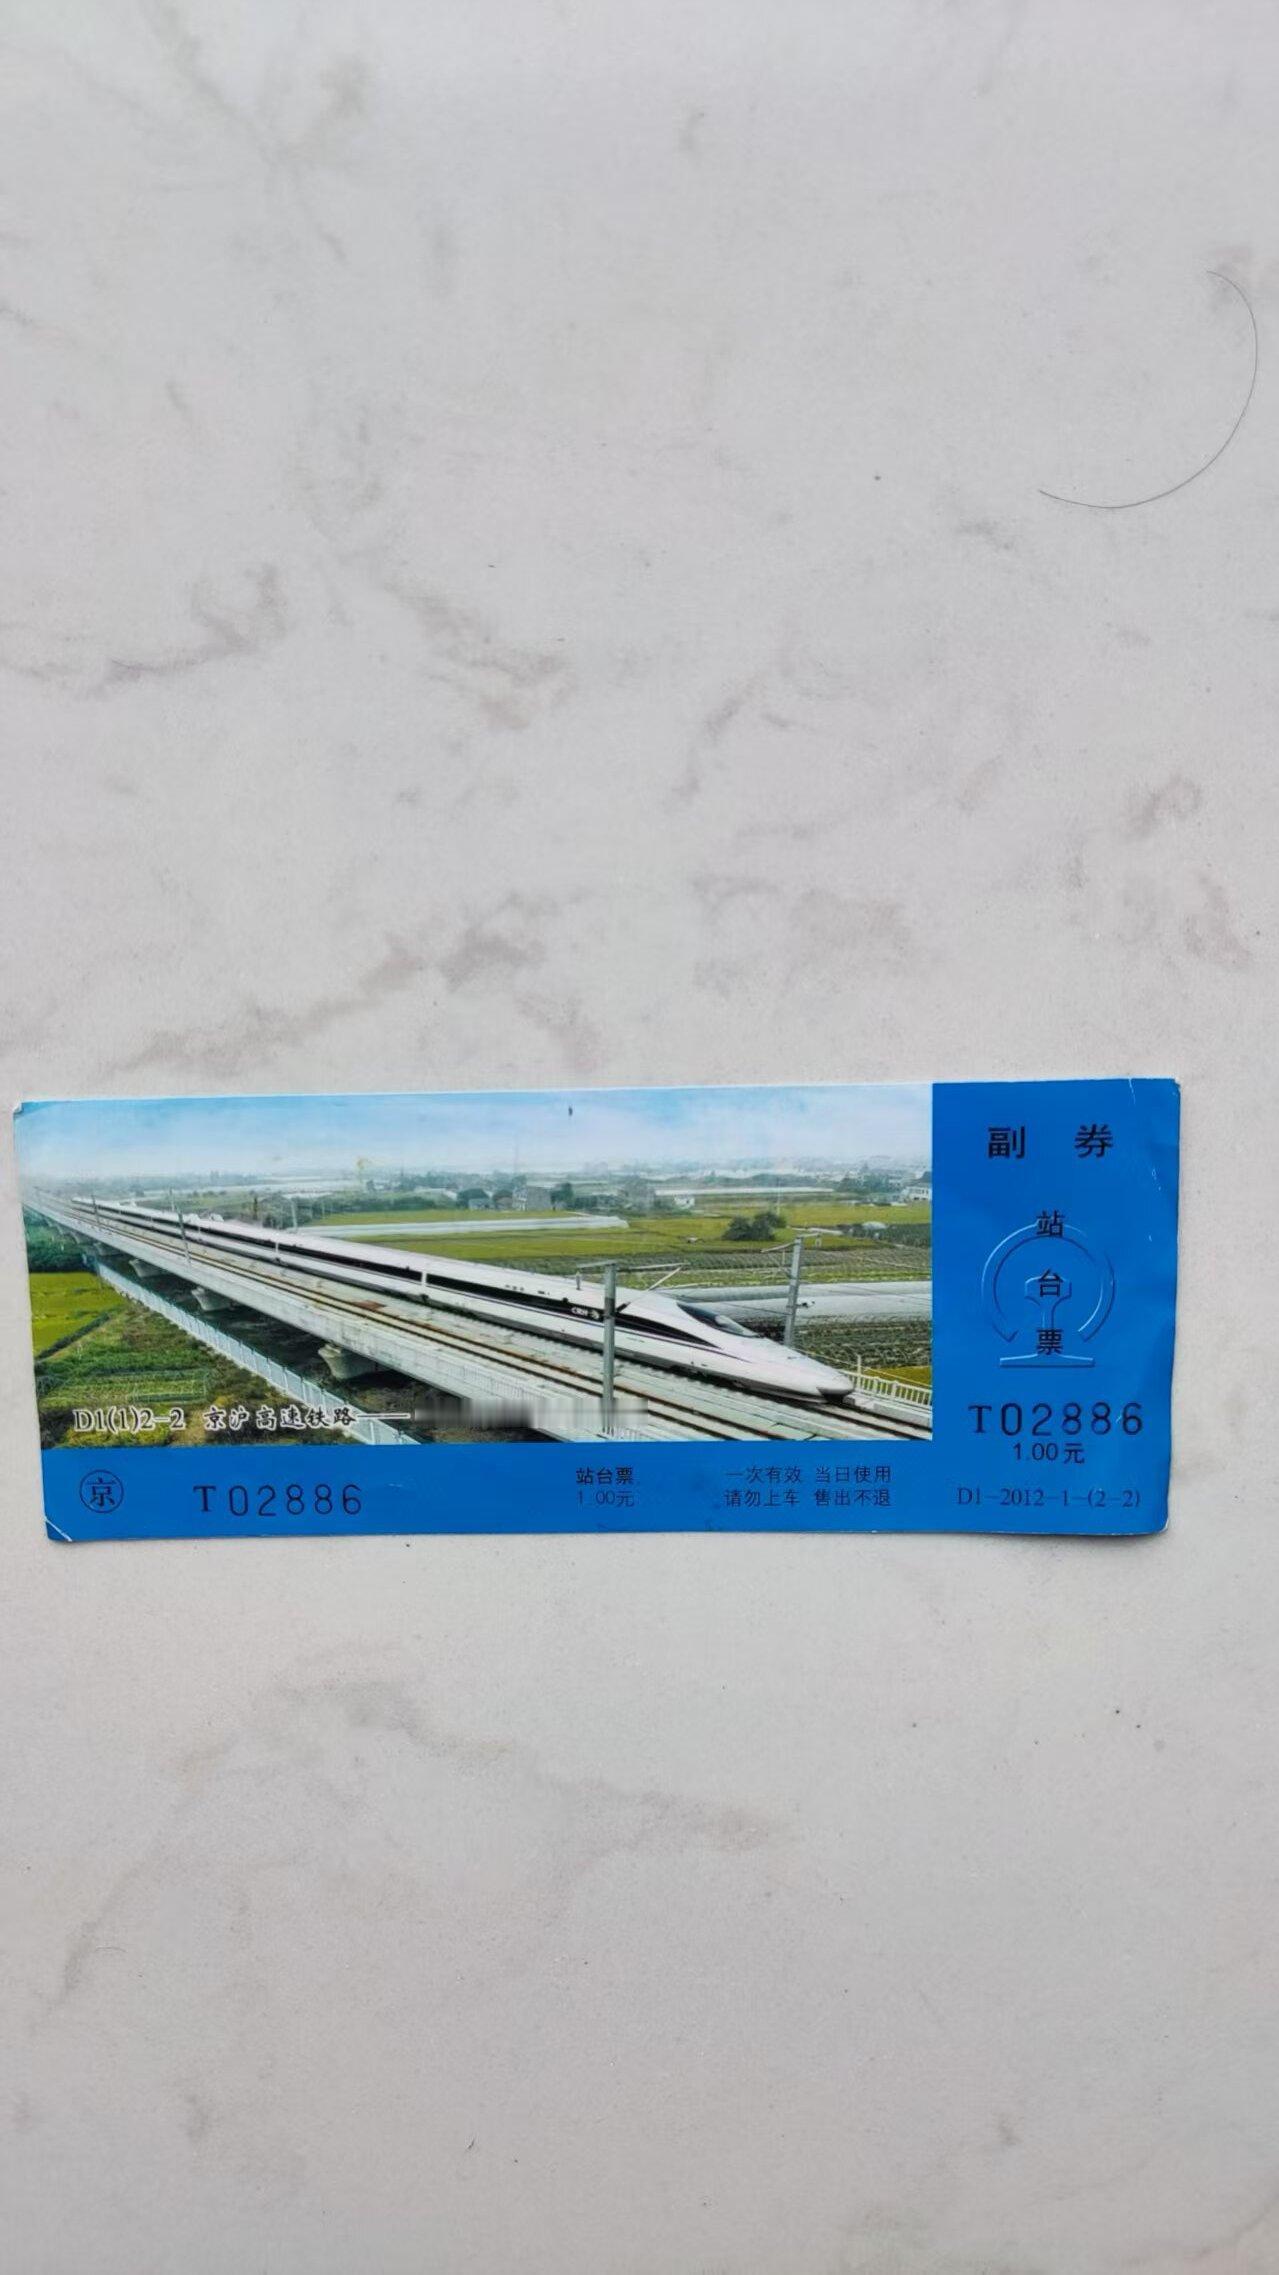 副 券
站
台
票
T02886
1.00元
D1-2012-1-(2-2)
D1(1)2-2 京沪高速铁路——
京 T02886
站台票
1.00元
一次有效 当日使用
请勿上车 售出不退
CRH